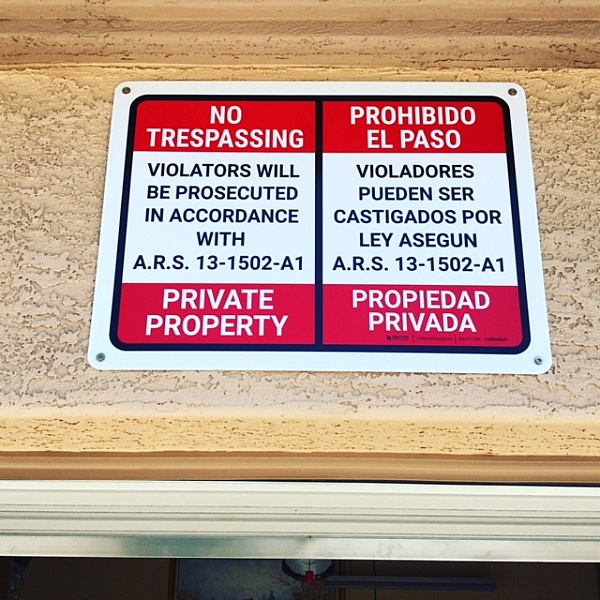 NO
TRESPASSING
VIOLATORS WILL
BE PROSECUTED
IN ACCORDANCE
WITH
A.R.S. 13-1502-A1
PRIVATE
PROPERTY
PROHIBIDO
EL PASO
VIOLADORES
PUEDEN SER
CASTIGADOS POR
LEY ASEGUN
A.R.S. 13-1502-A1
PROPIEDAD
PRIVADA